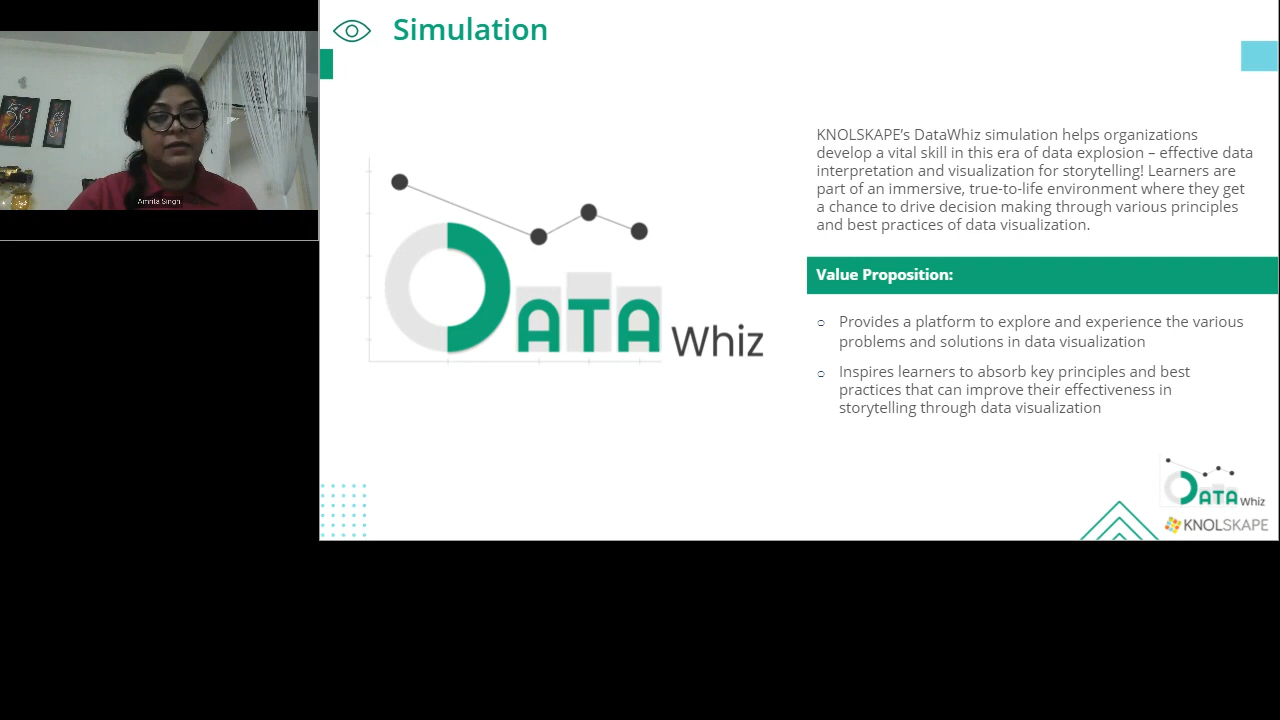 Simulation
Amrita Singh
DATA Whiz
KNOLSKAPE's DataWhiz simulation helps organizations
develop a vital skill in this era of data explosion – effective data
interpretation and visualization for storytelling! Learners are
part of an immersive, true-to-life environment where they get
a chance to drive decision making through various principles
and best practices of data visualization.
Value Proposition:
Provides a platform to explore and experience the various
problems and solutions in data visualization
Inspires learners to absorb key principles and best
practices that can improve their effectiveness in
storytelling through data visualization
DATA Whiz
KNOLSKAPE